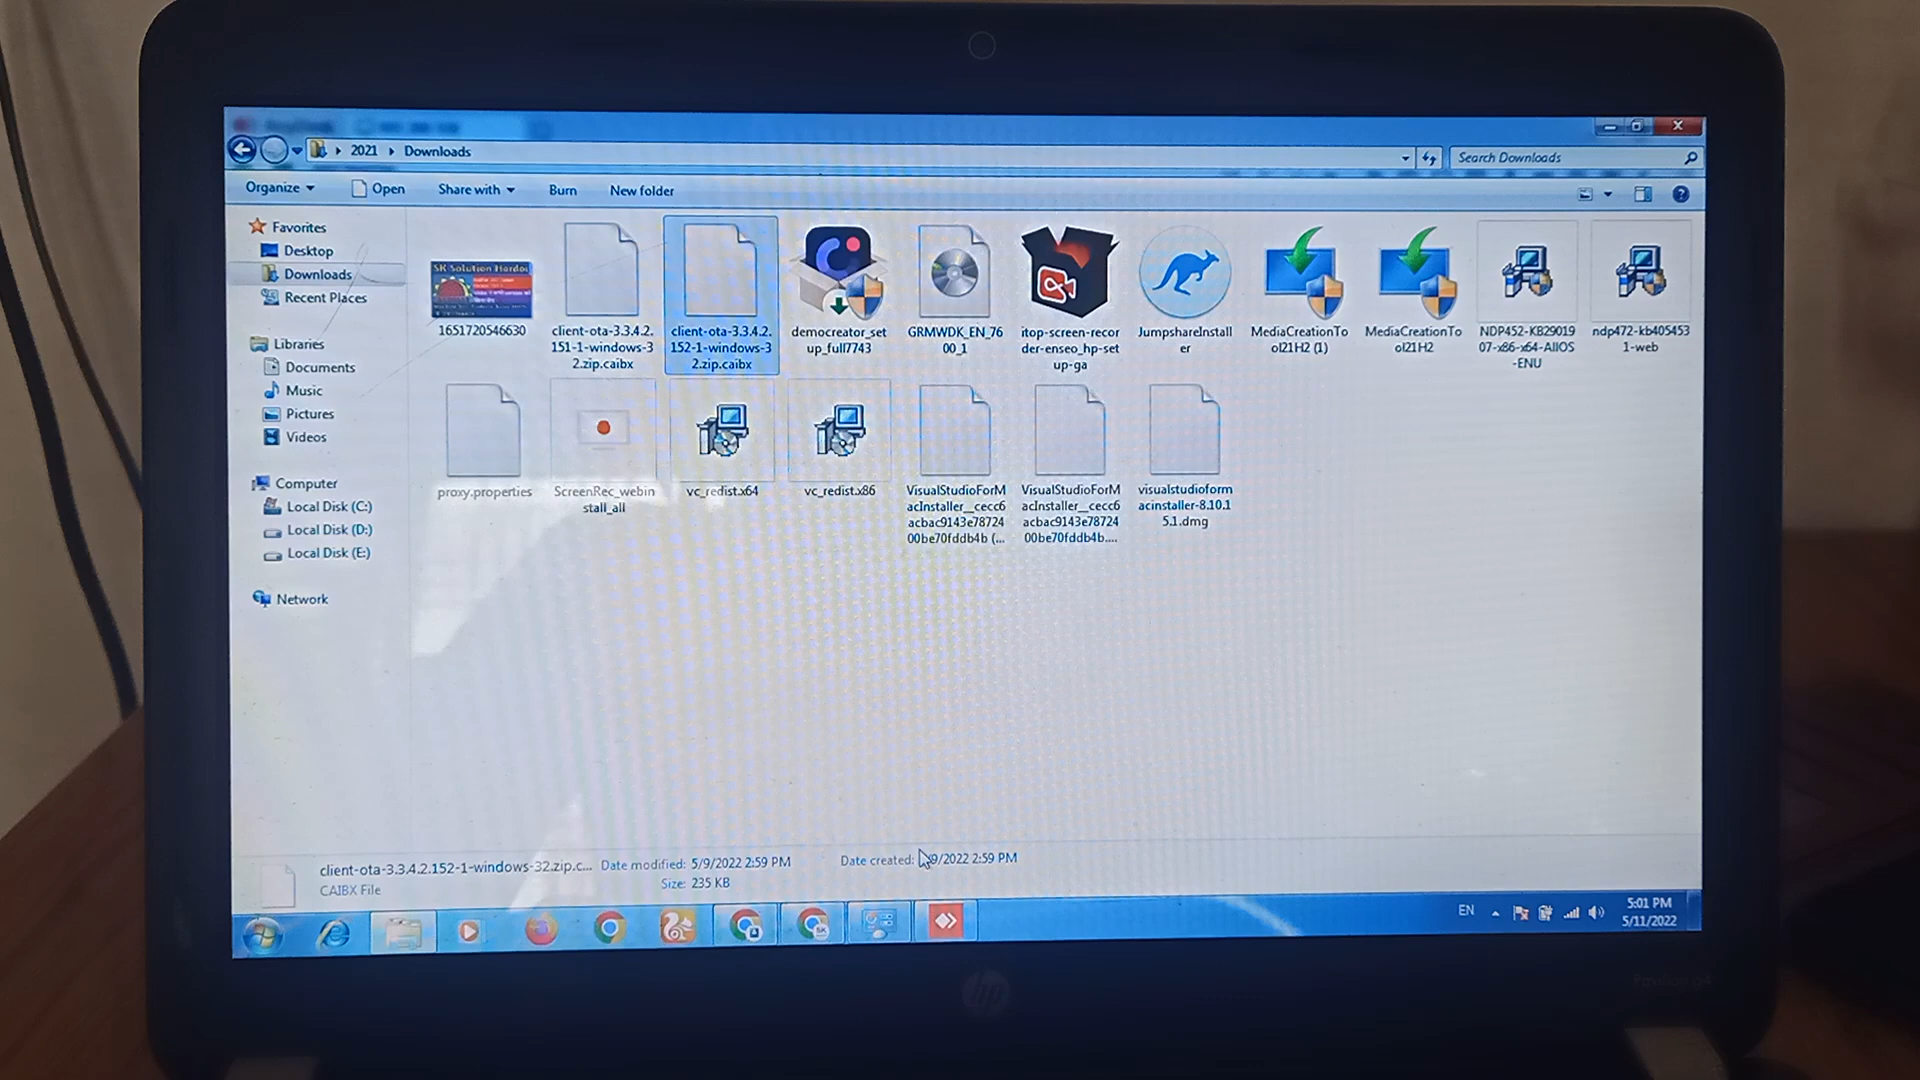 2021 Downloads
Search Downloads
Organize Open Share with Burn New folder
Favorites
Desktop
Downloads
Recent Places
Libraries
Documents
Music
Pictures
Videos
Computer
Local Disk (C:)
Local Disk (D:)
Local Disk (E:)
Network
SK Solution
1651720546630
client-ota-3.3.4.2.
151-1-windows-3
2.zip.caibx
client-ota-3.3.4.2.
152-1-windows-3
2.zip.caibx
democreator_set
up_full7743
GRMWDK_EN_76
00_1
itop-screen-recor
der-enseo_hp-set
up-ga
JumpshareInstall
er
MediaCreationTo
ol21H2 (1)
MediaCreationTo
ol21H2
NDP452-KB29019
07-x86-x64-AllOS
-ENU
ndp472-kb405453
1-web
proxy.properties
ScreenRec_webin
stall_all
vc_redist.x64
vc_redist.x86
VisualStudioForM
acInstaller__cecc6
acbac9143e78724
00be70fddb4b (...
VisualStudioForM
acInstaller__cecc6
acbac9143e78724
00be70fddb4b....
visualstudioform
acinstaller-8.10.1
5.1.dmg
client-ota-3.3.4.2.152-1-windows-32.zip.c... Date modified: 5/9/2022 2:59 PM Date created: 9/2022 2:59 PM
CAIBX File Size: 235 KB
EN
5:01 PM
5/11/2022
hp